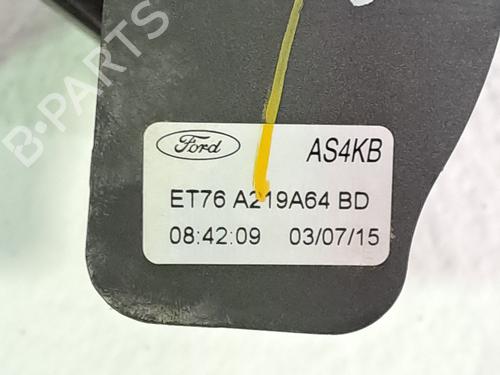 B-PARTS
Ford AS4KB
ET76 A219A64 BD
08:42:09 03/07/15